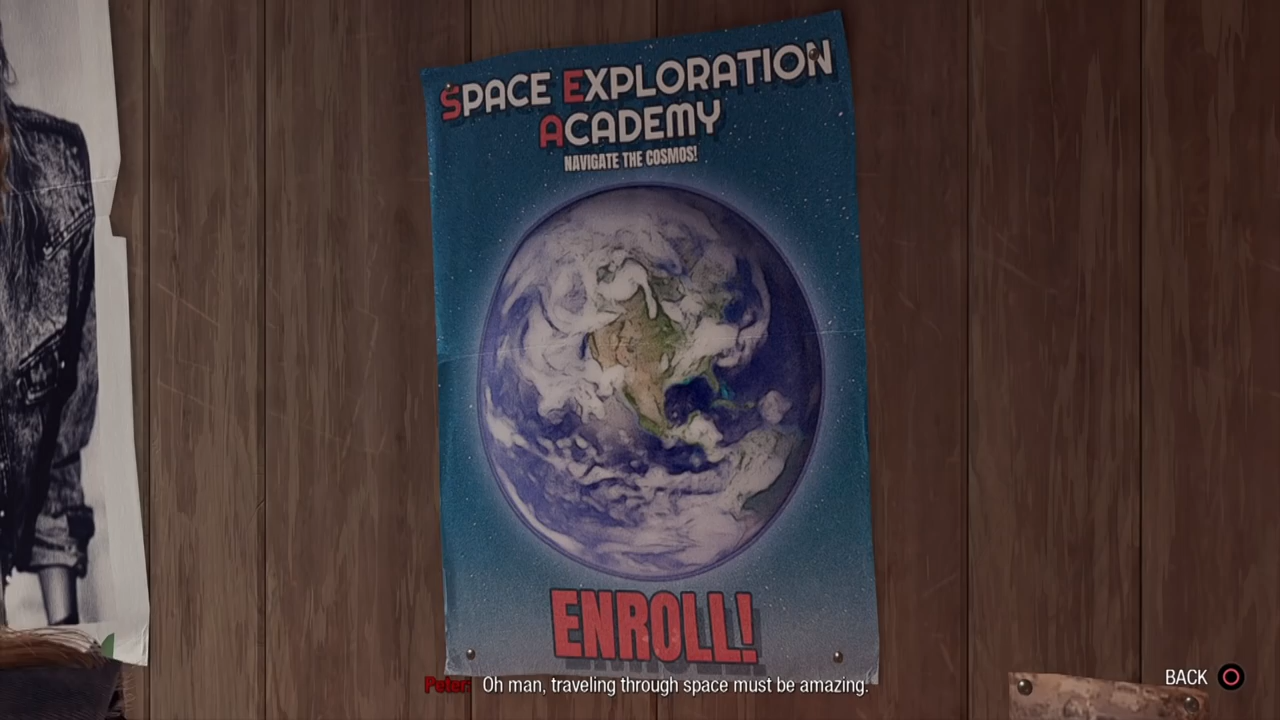 SPACE EXPLORATION
ACADEMY
NAVIGATE THE COSMOS!
ENROLL!
Peter: Oh man, traveling through space must be amazing.
BACK